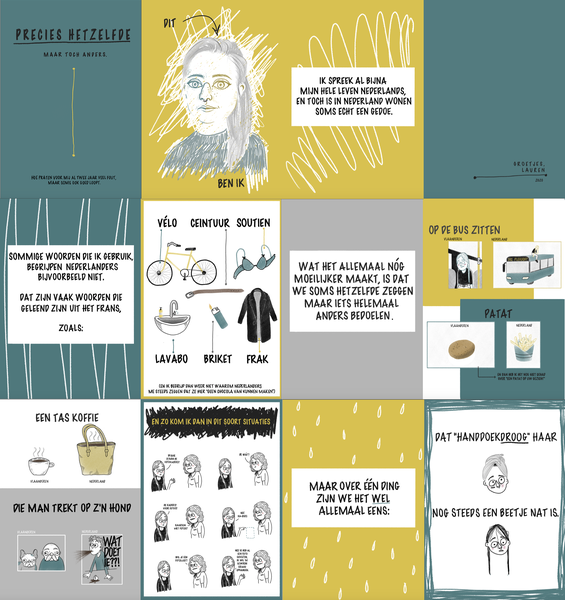 PRECIES HETZELFDE
MAAR TOCH ANDERS.
DIT
BEN IK
IK SPREEK AL BIJNA
MIJN HELE LEVEN NEDERLANDS,
EN TOCH IS IN NEDERLAND WONEN
SOMS ECHT EEN GEDOE.
GROETJES,
LAUREN
SOMMIGE WOORDEN DIE IK GEBRUIK,
BEGRIJPEN NEDERLANDERS
BIJVOORBEELD NIET.
DAT ZIJN VAAK WOORDEN DIE
GELEEND ZIJN UIT HET FRANS,
ZOALS:
VÉLO CEINTUUR SOUTIEN
LAVABO BRIKET FRAK
WAT HET ALLEMAAL NÓG
MOEILIJKER MAAKT, IS DAT
WE SOMS HETZELFDE ZEGGEN
MAAR IETS HELEMAAL
ANDERS BEDOELEN.
OP DE BUS ZITTEN
VLAANDEREN NEDERLAND
PATAT
VLAANDEREN NEDERLAND
EEN TAS KOFFIE
VLAANDEREN NEDERLAND
DIE MAN TREKT OP Z'N HOND
VLAANDEREN NEDERLAND
WAT
DOET
IE??!
EN ZO KOM IK DAN IN DIT SOORT SITUATIES
MAAR OVER ÉÉN DING
ZIJN WE HET WEL
ALLEMAAL EENS:
DAT "HANDDOEKDROOG" HAAR
NOG STEEDS EEN BEETJE NAT IS.